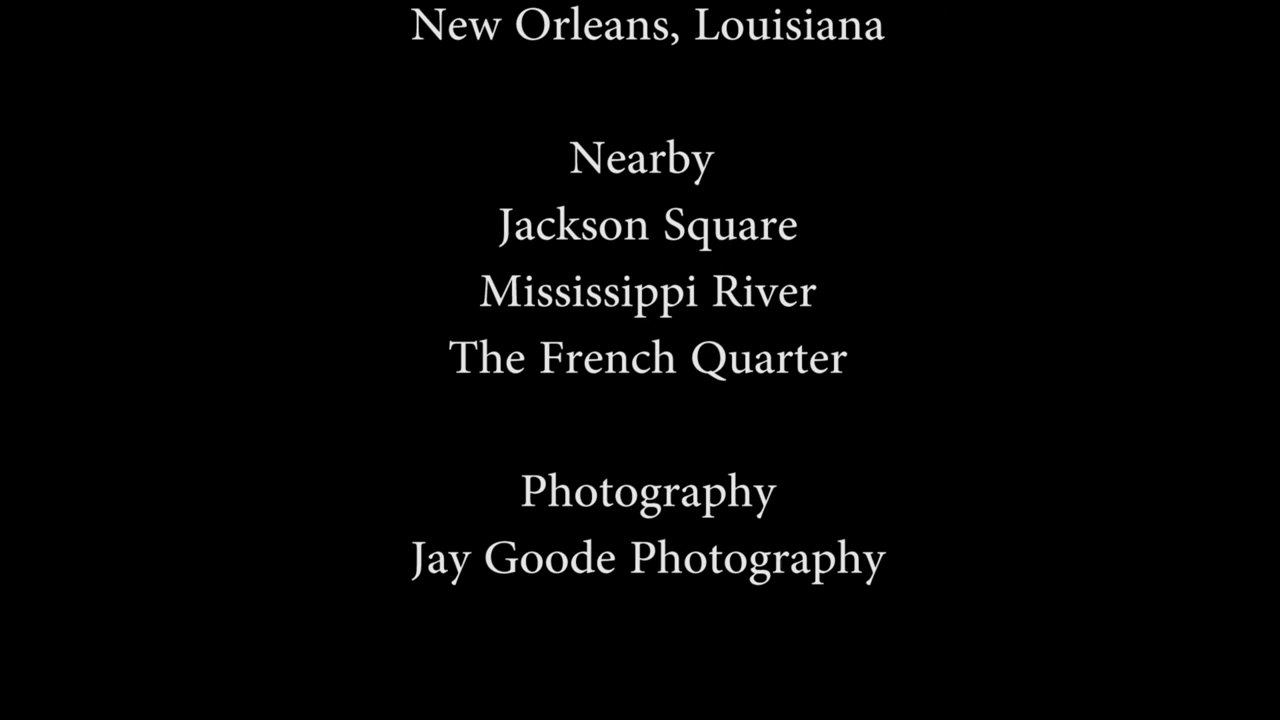 New Orleans, Louisiana
Nearby
Jackson Square
Mississippi River
The French Quarter
Photography
Jay Goode Photography